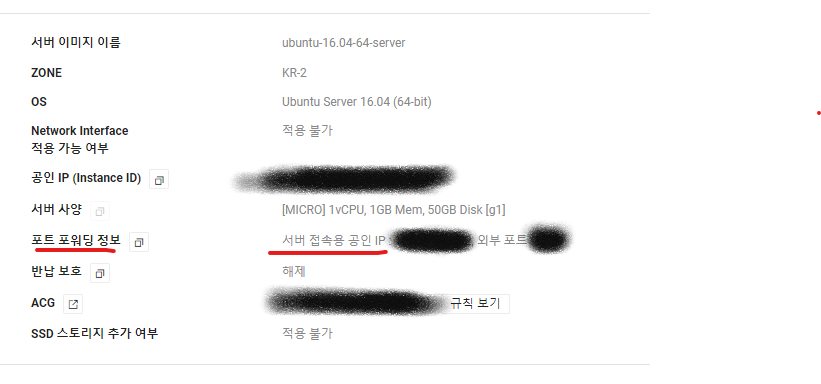 서버 이미지 이름 ubuntu-16.04-64-server
ZONE KR-2
OS Ubuntu Server 16.04 (64-bit)
Network Interface 적용 불가
적용 가능 여부
공인 IP (Instance ID)
서버 사양 [MICRO] 1vCPU, 1GB Mem, 50GB Disk [g1]
포트 포워딩 정보 서버 접속용 공인 IP 외부 포트
반납 보호 해제
ACG 규칙 보기
SSD 스토리지 추가 여부 적용 불가